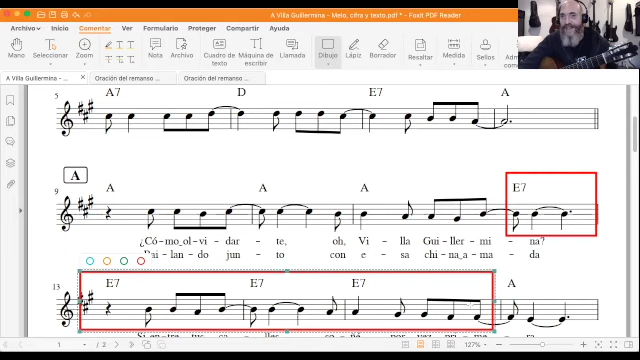 A Villa Guillermina - Melo, cifra y texto.pdf * - Foxit PDF Reader
Archivo Inicio Comentar Ver Formulario Proteger Compartir Ayuda
Mano Seleccionar Zoom Nota Archivo Cuadro de texto Máquina de escribir Llamada Dibujo Lápiz Borrador Resaltar Medida Sellos
A Villa Guillermina - Melo,... Oración del remanso Oración del remanso
5 A7 D E7 A
A
9 A A A E7
¿Có-mo_ol-vi-dar-te, oh, Vi-lla Gui-ller-mi-na?
Bai-lan-do jun-to con e-sa chi-na_a-ma-da
13 E7 E7 E7 A
1 / 2 127%